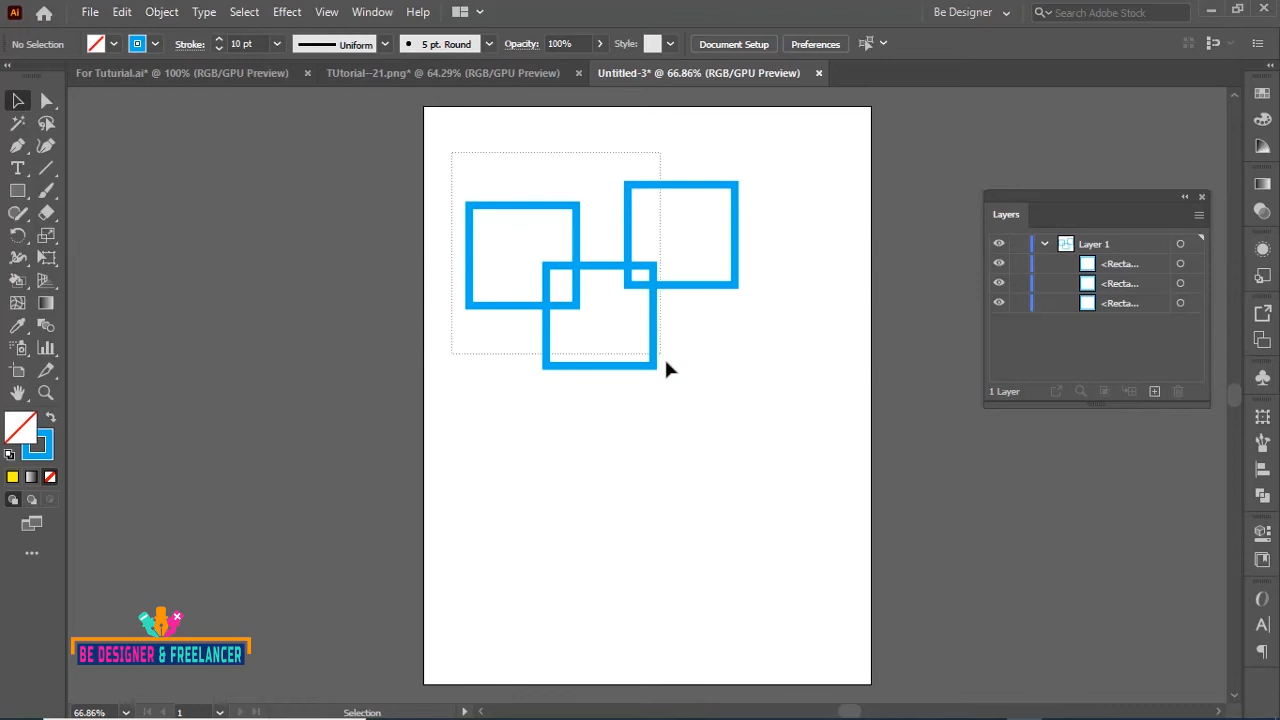 Ai File Edit Object Type Select Effect View Window Help Be Designer Search Adobe Stock
No Selection Stroke: 10 pt Uniform 5 pt. Round Opacity: 100% Style: Document Setup Preferences
For Tuturial.ai* @ 100% (RGB/GPU Preview) × TUtorial--21.png* @ 64.29% (RGB/GPU Preview) × Untitled-3* @ 66.86% (RGB/GPU Preview) ×
Layers
Layer 1
<Recta...
<Recta...
<Recta...
1 Layer
BE DESIGNER & FREELANCER
66.86% 1 Selection